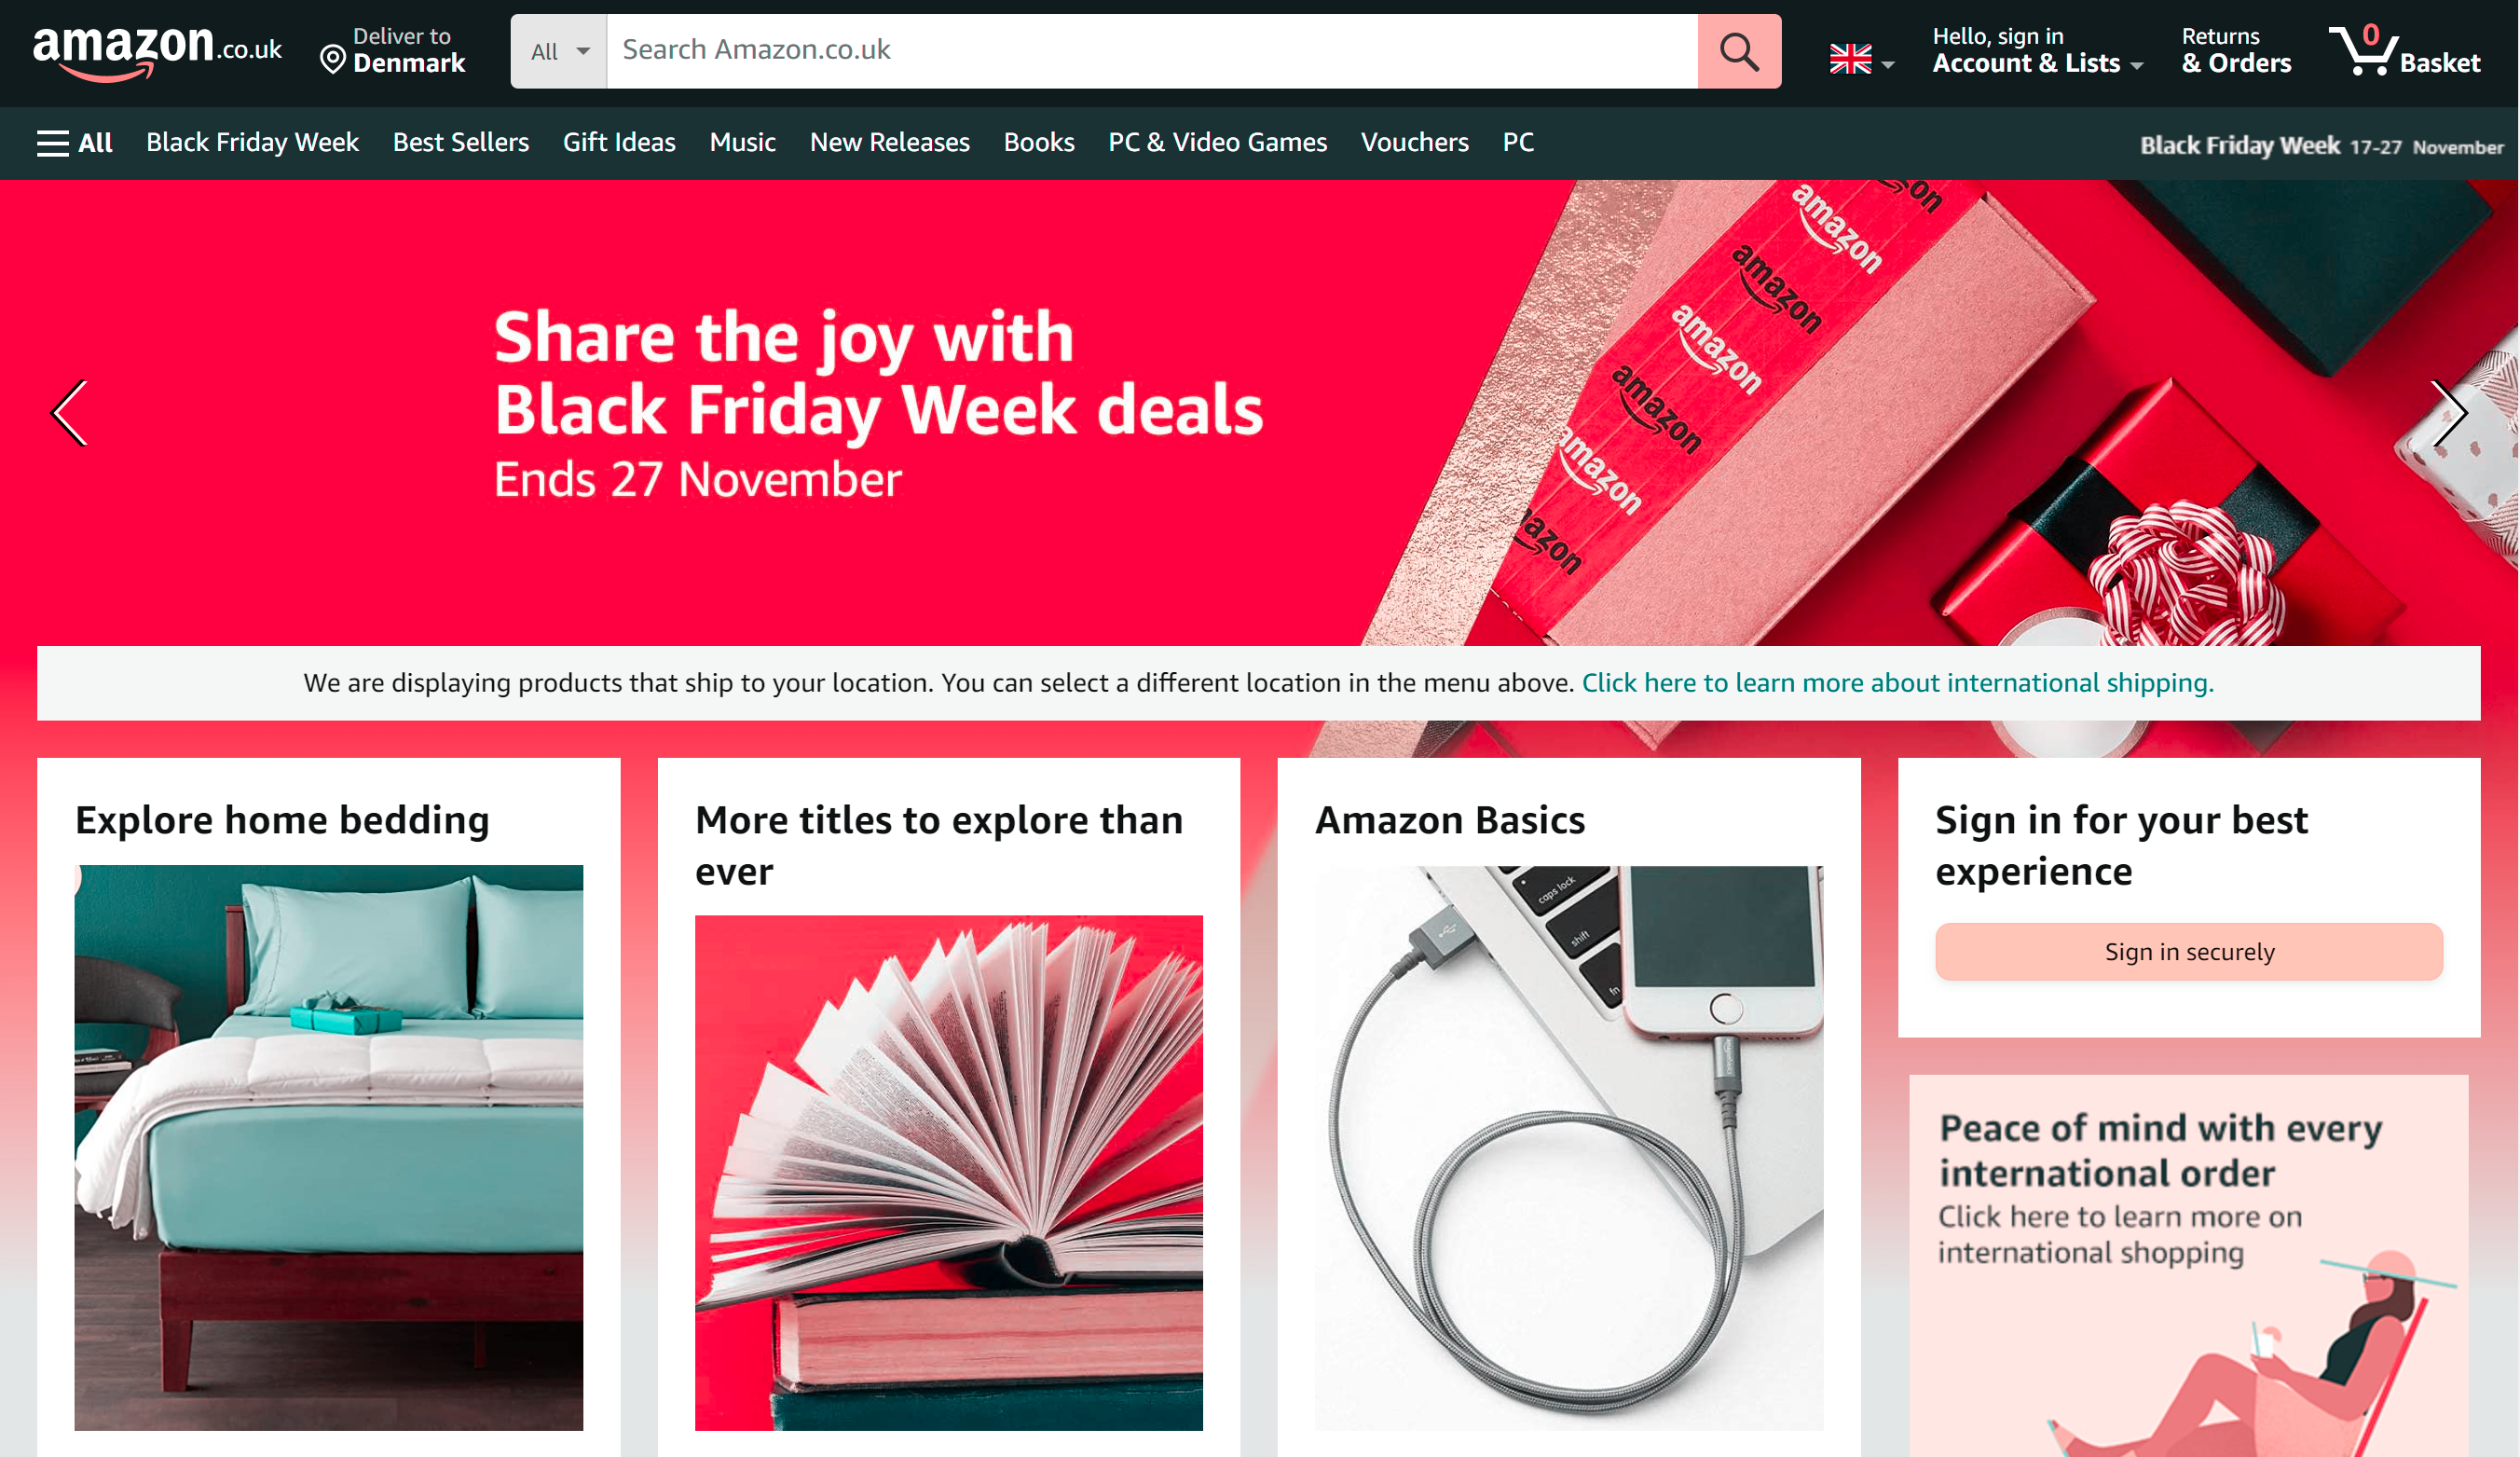 amazon.co.uk
Deliver to
Denmark
All
Search Amazon.co.uk
Hello, sign in
Account & Lists
Returns
& Orders
0
Basket
All
Black Friday Week
Best Sellers
Gift Ideas
Music
New Releases
Books
PC & Video Games
Vouchers
PC
Black Friday Week 17-27 November
Share the joy with
Black Friday Week deals
Ends 27 November
amazon
amazon
amazon
amazon
amazon
We are displaying products that ship to your location. You can select a different location in the menu above. Click here to learn more about international shipping.
Explore home bedding
More titles to explore than
ever
Amazon Basics
caps lock
shift
fn
Sign in for your best
experience
Sign in securely
Peace of mind with every
international order
Click here to learn more on
international shopping